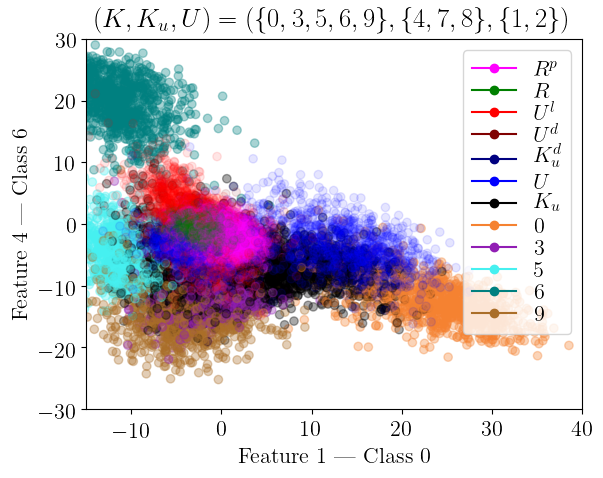 (K, K_u, U) = ({0, 3, 5, 6, 9}, {4, 7, 8}, {1, 2})
30
20
10
0
−10
−20
−30
Feature 4 — Class 6
−10 0 10 20 30 40
Feature 1 — Class 0
R^p
R
U^l
U^d
K_u^d
U
K_u
0
3
5
6
9